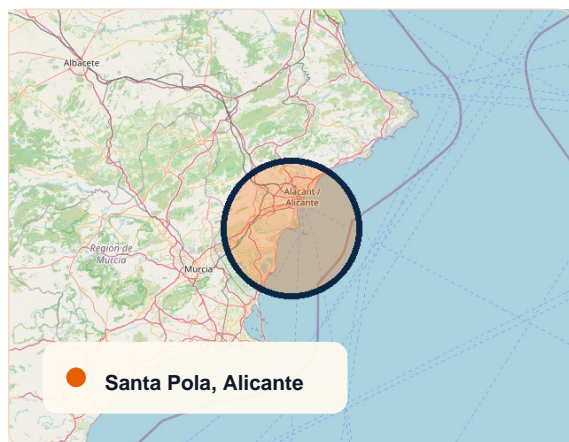 Albacete
Alacant /
Alicante
Región de
Murcia
Murcia
Santa Pola, Alicante